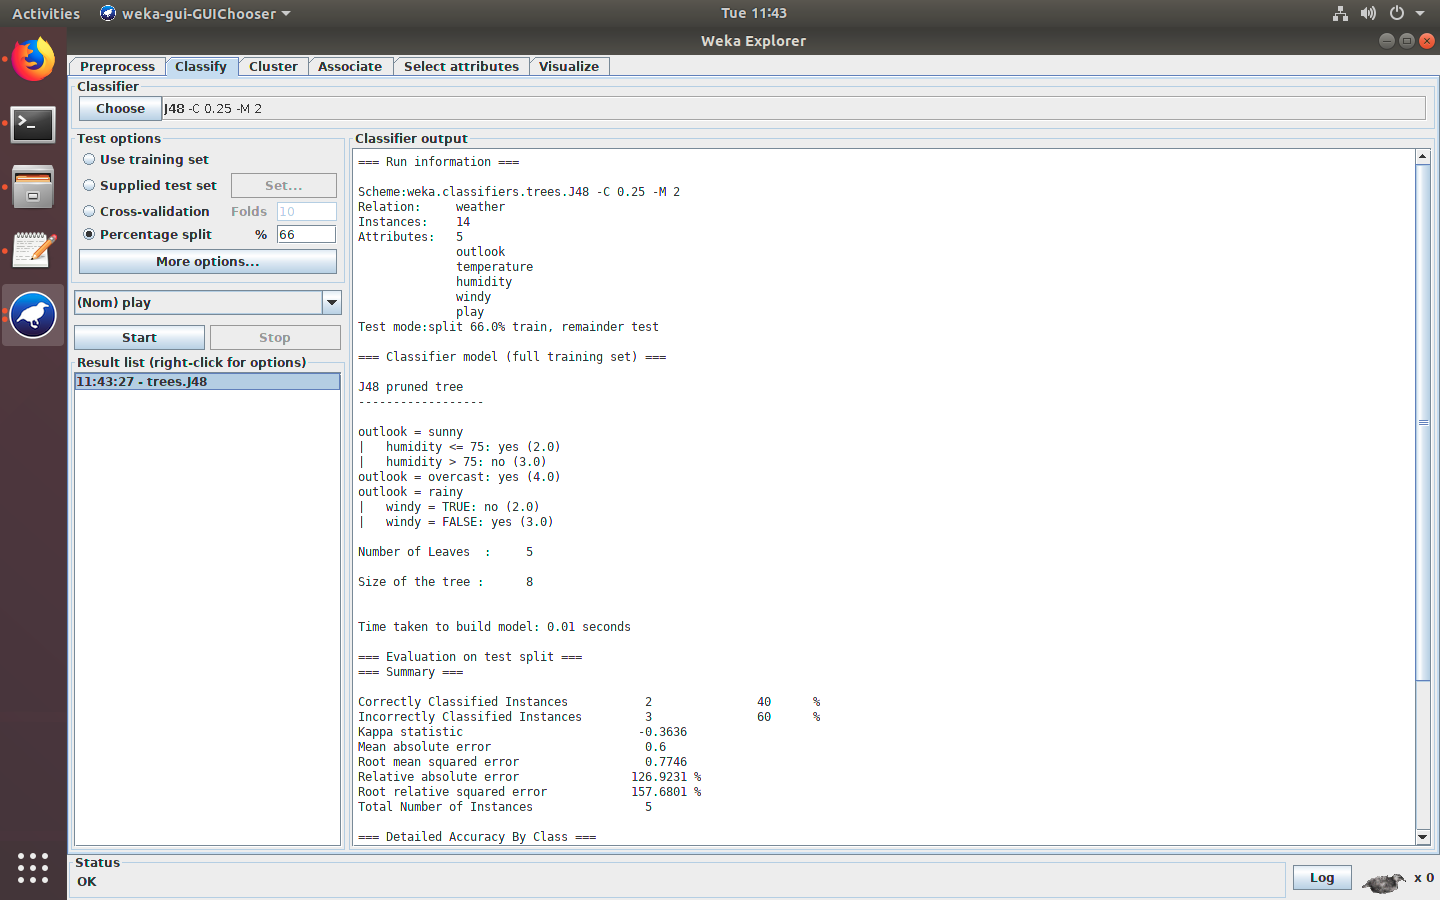 Activities
weka-gui-GUIChooser
Tue 11:43
Weka Explorer
Preprocess
Classify
Cluster
Associate
Select attributes
Visualize
Classifier
Choose
J48 -C 0.25 -M 2
Test options
Use training set
Supplied test set
Set...
Cross-validation Folds 10
Percentage split % 66
More options...
(Nom) play
Start
Stop
Result list (right-click for options)
11:43:27 - trees.J48
Classifier output
=== Run information ===
Scheme:weka.classifiers.trees.J48 -C 0.25 -M 2
Relation: weather
Instances: 14
Attributes: 5
outlook
temperature
humidity
windy
play
Test mode:split 66.0% train, remainder test
=== Classifier model (full training set) ===
J48 pruned tree
------------------
outlook = sunny
| humidity <= 75: yes (2.0)
| humidity > 75: no (3.0)
outlook = overcast: yes (4.0)
outlook = rainy
| windy = TRUE: no (2.0)
| windy = FALSE: yes (3.0)
Number of Leaves : 5
Size of the tree : 8
Time taken to build model: 0.01 seconds
=== Evaluation on test split ===
=== Summary ===
Correctly Classified Instances 2 40 %
Incorrectly Classified Instances 3 60 %
Kappa statistic -0.3636
Mean absolute error 0.6
Root mean squared error 0.7746
Relative absolute error 126.9231 %
Root relative squared error 157.6801 %
Total Number of Instances 5
=== Detailed Accuracy By Class ===
Status
OK
Log
x 0